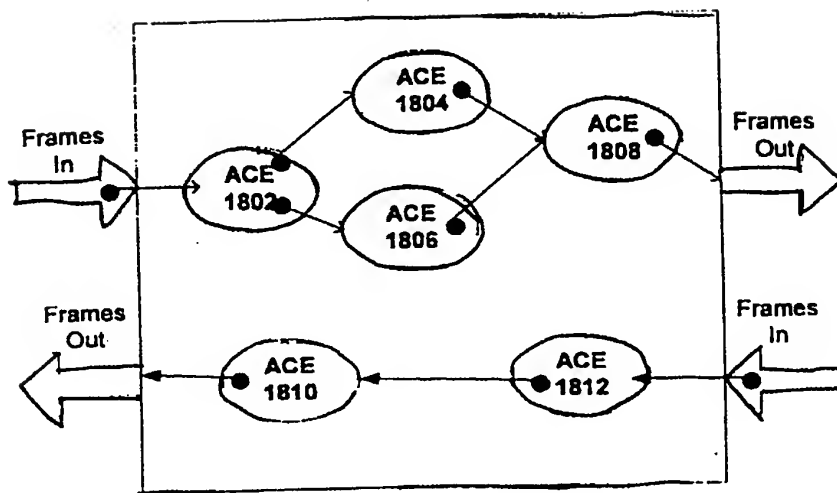 ACE
1804
Frames
In
ACE
1802
ACE
1806
ACE
1808
Frames
Out
Frames
Out
ACE
1810
ACE
1812
Frames
In